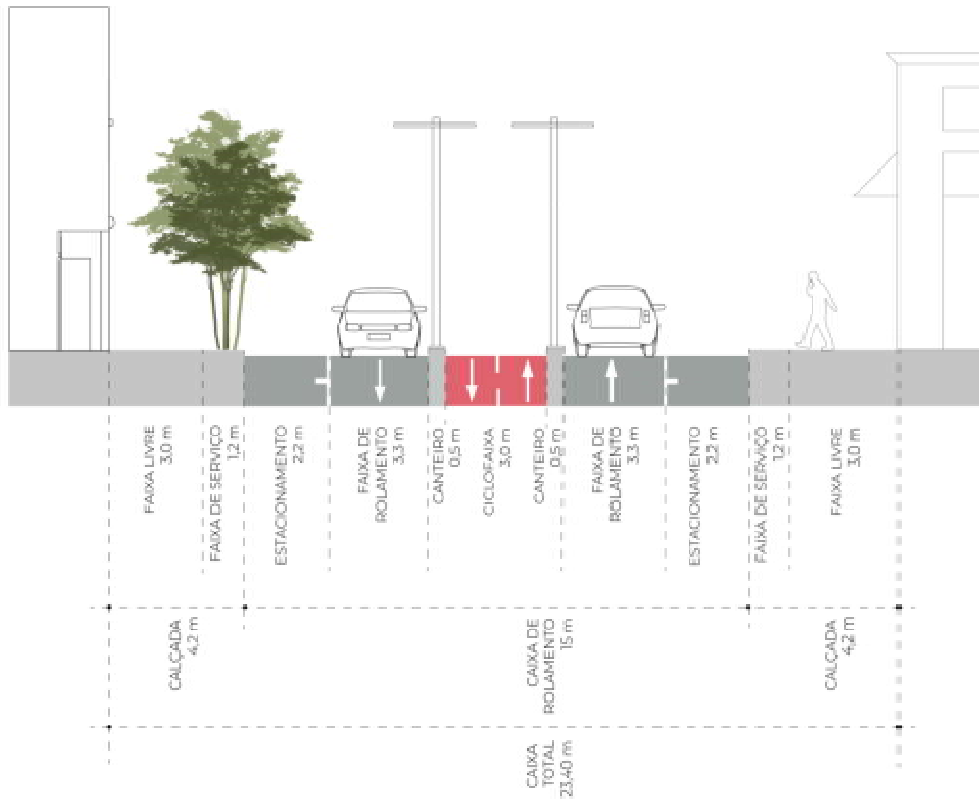 FAIXA LIVRE
3,0 m
FAIXA DE SERVIÇO
1,2 m
ESTACIONAMENTO
2,2 m
FAIXA DE
ROLAMENTO
3,3 m
CANTEIRO
0,5 m
CICLOFAIXA
3,0 m
CANTEIRO
0,5 m
FAIXA DE
ROLAMENTO
3,3 m
ESTACIONAMENTO
2,2 m
FAIXA DE SERVIÇO
1,2 m
FAIXA LIVRE
3,0 m
CALÇADA
4,2 m
CAIXA DE
ROLAMENTO
15 m
CALÇADA
4,2 m
CAIXA
TOTAL
23,40 m